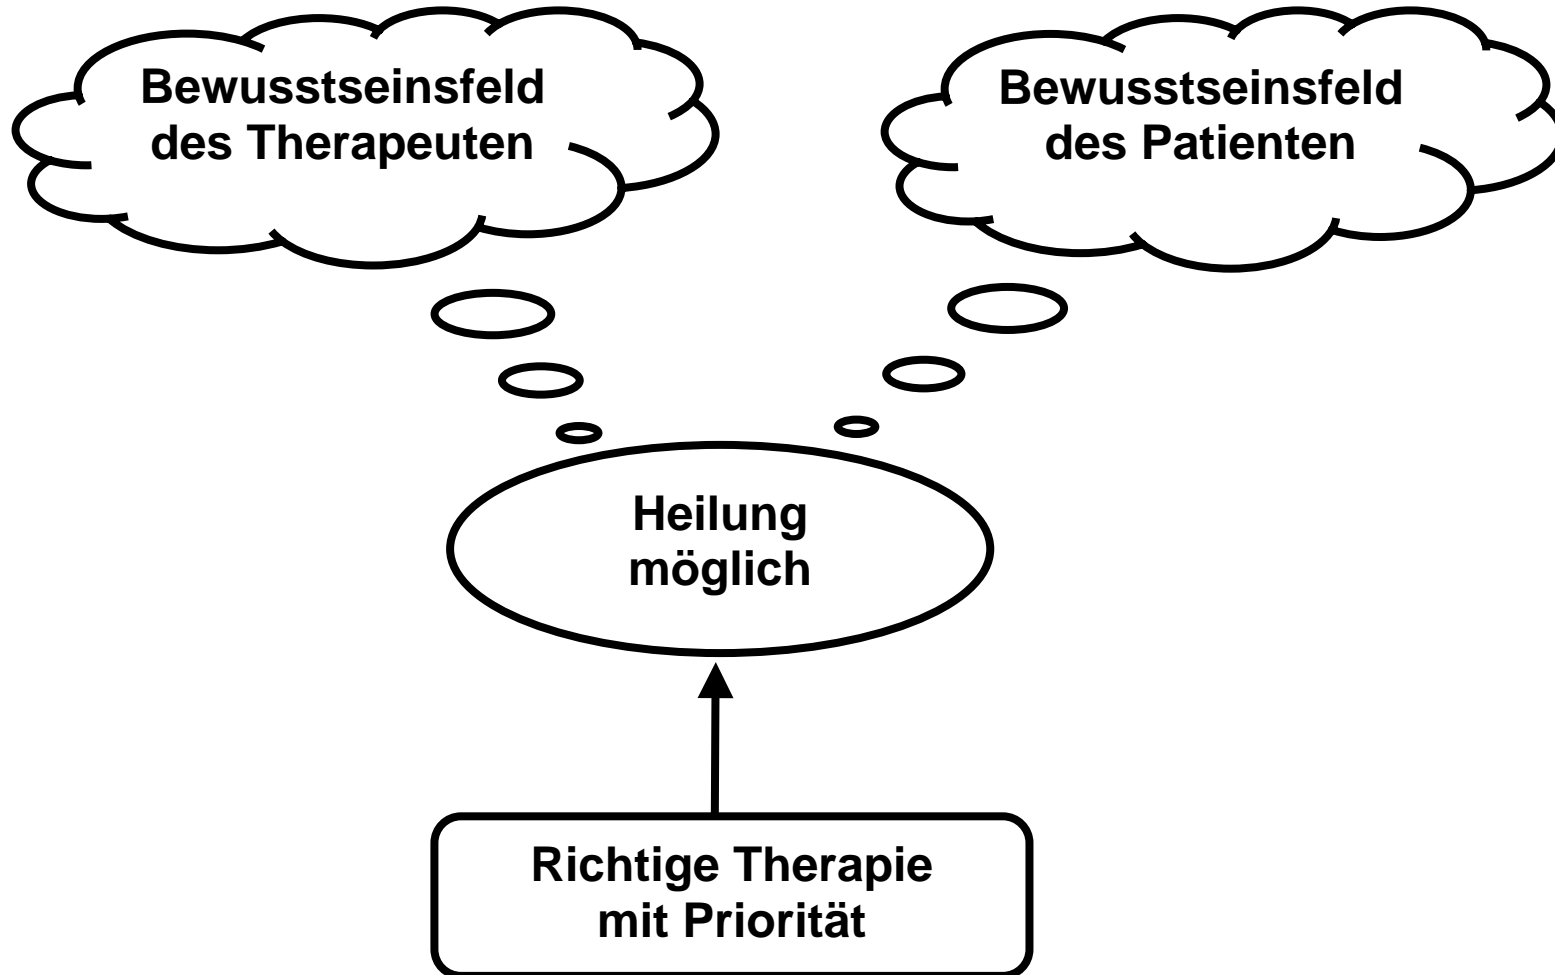 Bewusstseinsfeld
des Therapeuten
Bewusstseinsfeld
des Patienten
Heilung
möglich
Richtige Therapie
mit Priorität